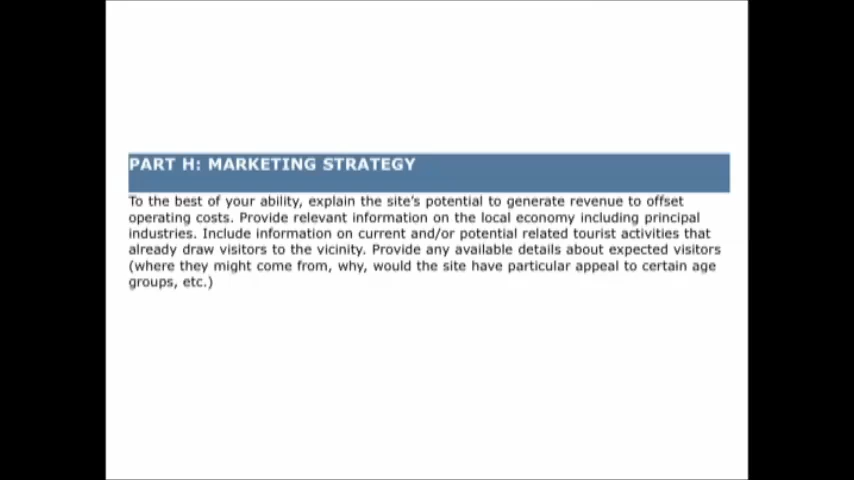 PART H: MARKETING STRATEGY
To the best of your ability, explain the site's potential to generate revenue to offset
operating costs. Provide relevant information on the local economy including principal
industries. Include information on current and/or potential related tourist activities that
already draw visitors to the vicinity. Provide any available details about expected visitors
(where they might come from, why, would the site have particular appeal to certain age
groups, etc.)